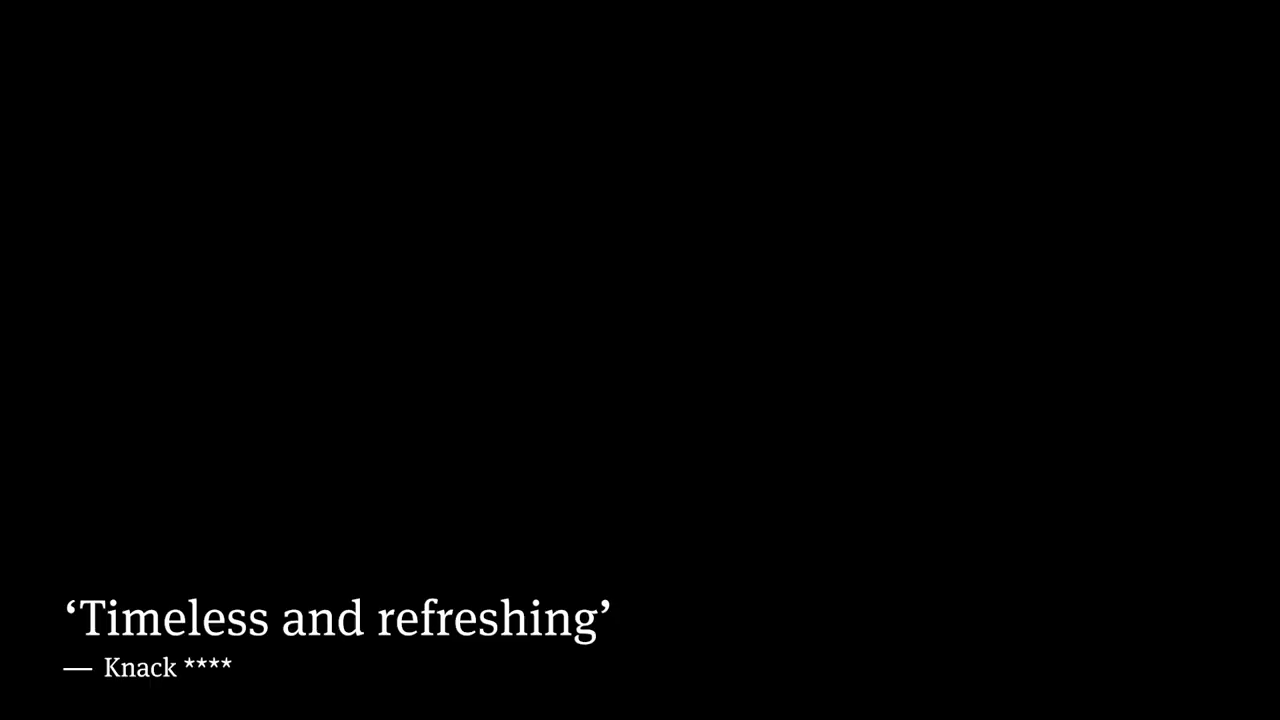 ‘Timeless and refreshing’
— Knack ****